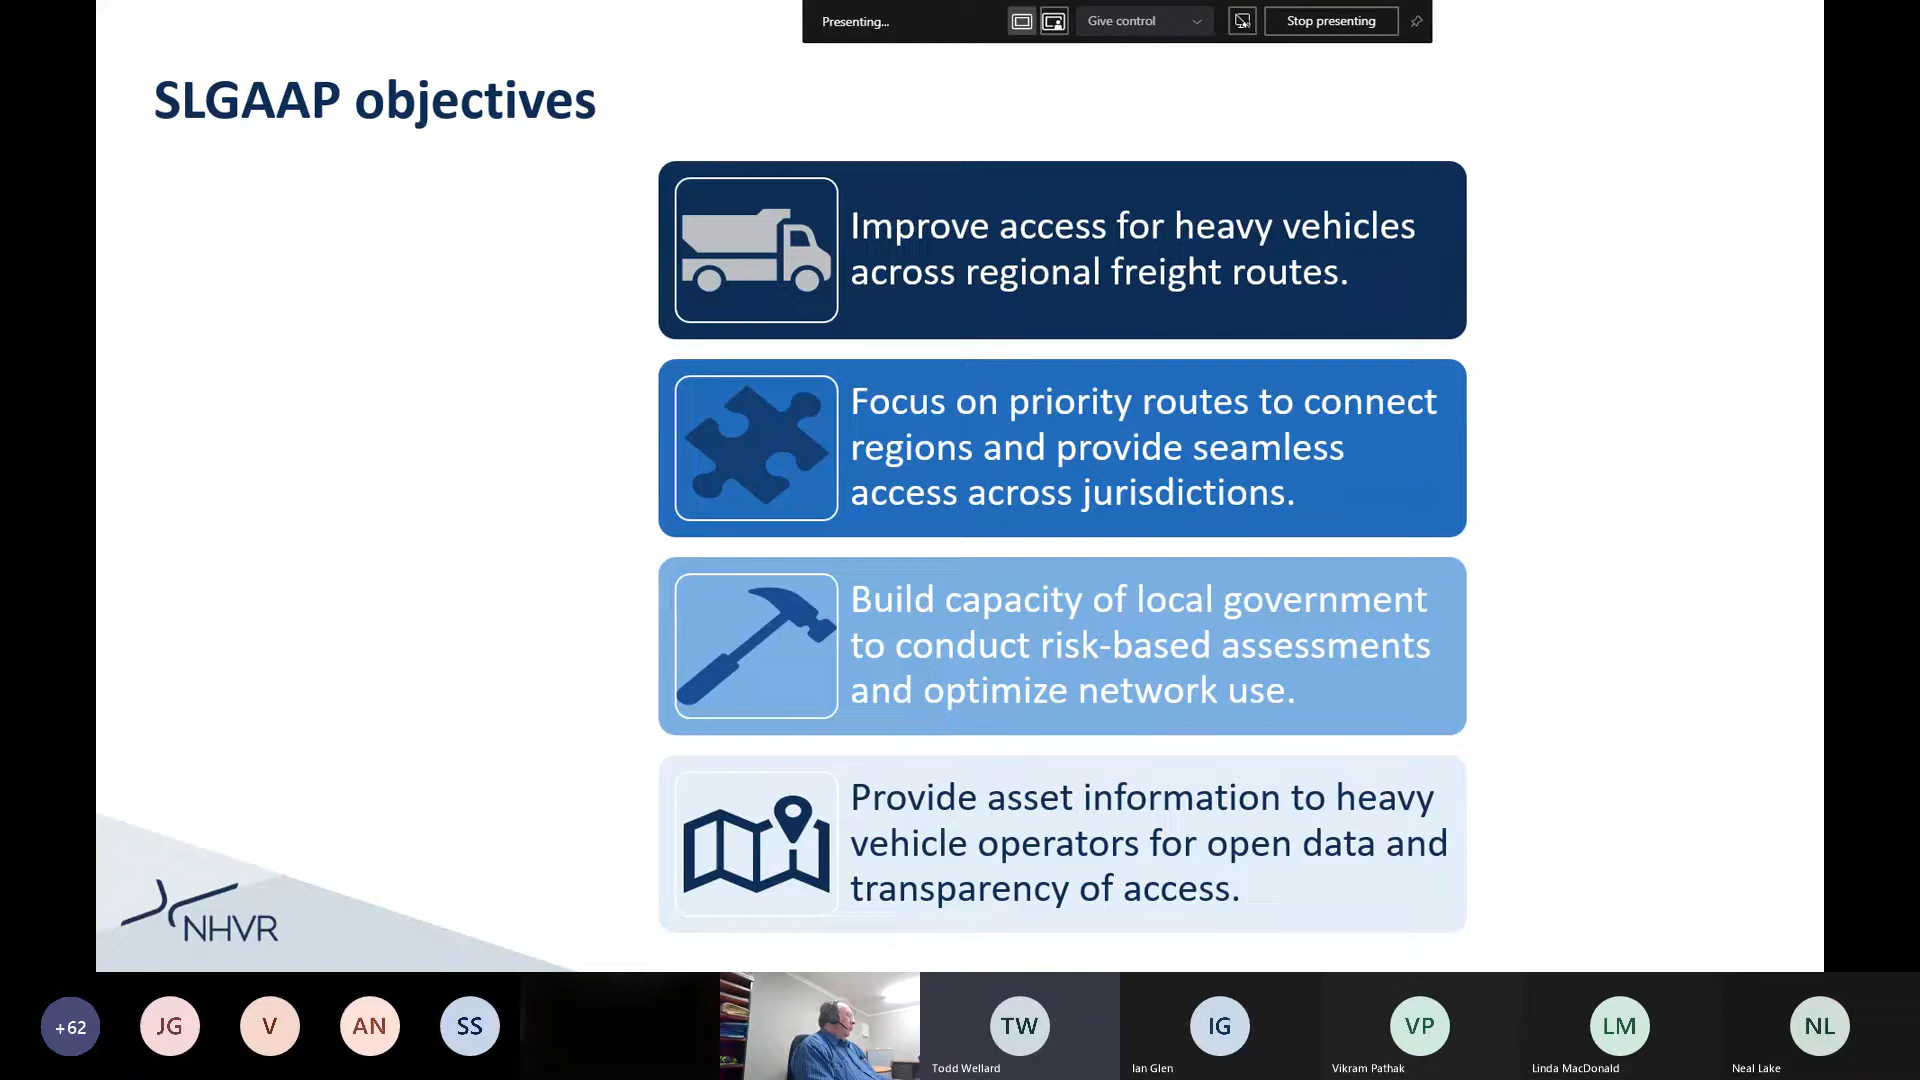 Presenting...
Give control
Stop presenting
SLGAAP objectives
Improve access for heavy vehicles
across regional freight routes.
Focus on priority routes to connect
regions and provide seamless
access across jurisdictions.
Build capacity of local government
to conduct risk-based assessments
and optimize network use.
Provide asset information to heavy
vehicle operators for open data and
transparency of access.
NHVR
+62
JG
V
AN
SS
TW
IG
VP
LM
NL
Todd Wellard
Ian Glen
Vikram Pathak
Linda MacDonald
Neal Lake